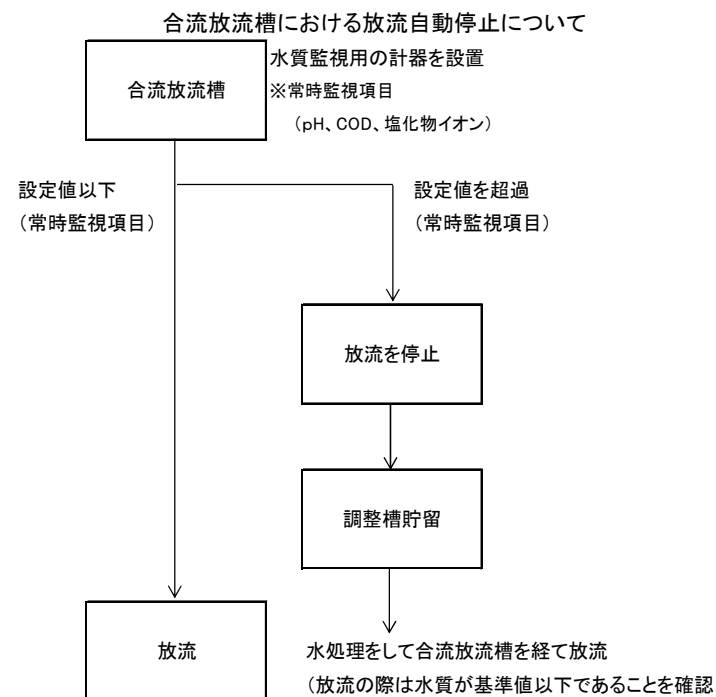 合流放流槽における放流自動停止について
水質監視用の計器を設置
合流放流槽
※常時監視項目
（pH、COD、塩化物イオン）
設定値以下
（常時監視項目）
設定値を超過
（常時監視項目）
放流を停止
調整槽貯留
放流
水処理をして合流放流槽を経て放流
（放流の際は水質が基準値以下であることを確認